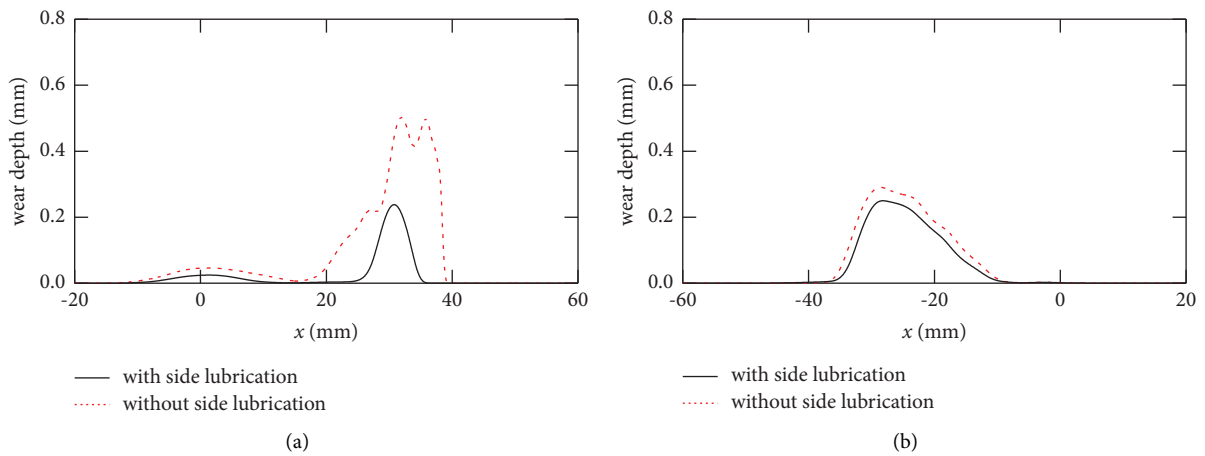 0.8
0.6
0.4
0.2
0.0
wear depth (mm)
-20 0 20 40 60
x (mm)
with side lubrication
without side lubrication
(a)
0.8
0.6
0.4
0.2
0.0
wear depth (mm)
-60 -40 -20 0 20
x (mm)
with side lubrication
without side lubrication
(b)